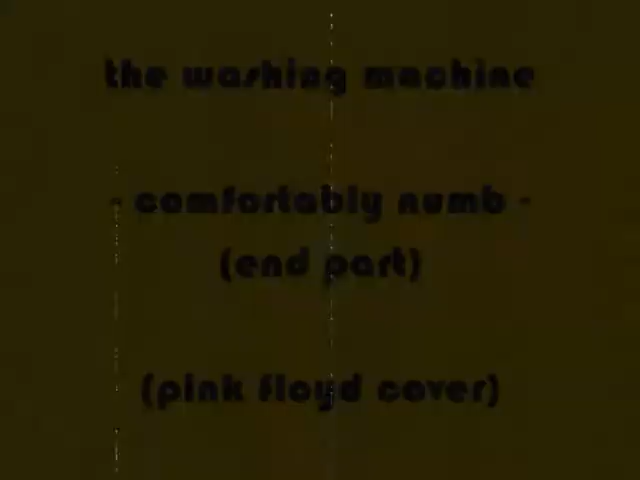 the washing machine
- comfortably numb -
(end part)
(pink floyd cover)